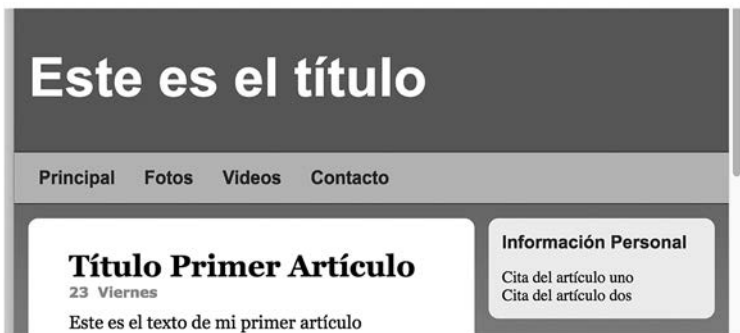 Este es el título
Principal Fotos Videos Contacto
Título Primer Artículo
23 Viernes
Este es el texto de mi primer artículo
Información Personal
Cita del artículo uno
Cita del artículo dos